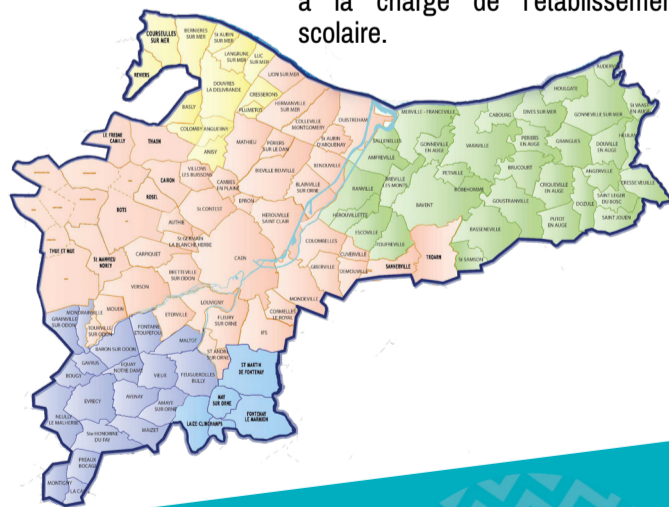 à la charge de l'établissement
scolaire.
COURSEULLES
SUR MER
BERNIERES
SUR MER
ST AUBIN
SUR MER
LANGRUNE
SUR MER
LUC
SUR MER
LION SUR MER
REVIERS
DOUVRES
LA DELIVRANDE
CRESSERONS
HERMANVILLE
SUR MER
PLUMETOT
BASLY
COLLEVILLE
MONTGOMERY
OUISTREHAM
COLOMBY ANGUERNY
ANISY
MATHIEU
PERIERS
SUR LE DAN
ST AUBIN
D'ARQUENAY
BENOUVILLE
LE FRESNE
CAMILLY
THAON
VILLONS
LES BUISSONS
CAIRON
CAMBES
EN PLAINE
BIEVILLE BEUVILLE
BLAINVILLE
SUR ORNE
ROSEL
ROTS
ST CONTEST
EPRON
HEROUVILLE
SAINT CLAIR
AUTHIE
ST GERMAIN
LA BLANCHE HERBE
THUE ET MUE
ST MANVIEU
NOREY
CARPIQUET
CAEN
COLOMBELLES
BRETTEVILLE
SUR ODON
VERSON
GIBERVILLE
CUVERVILLE
DEMOUVILLE
SANNERVILLE
TROARN
MONDEVILLE
LOUVIGNY
ETERVILLE
FLEURY
SUR ORNE
CORMELLES
LE ROYAL
IFS
MOUEN
MONDRAINVILLE
GRAINVILLE
SUR ODON
TOURVILLE
SUR ODON
FONTAINE
ETOUPEFOUR
MALTOT
ST ANDRE
SUR ORNE
BARON SUR ODON
GAVRUS
ESQUAY
NOTRE DAME
BOUGY
VIEUX
FEUGUEROLLES
BULLY
ST MARTIN
DE FONTENAY
EVRECY
AVENAY
AMAYE
SUR ORNE
MAY
SUR ORNE
FONTENAY
LE MARMION
LAIZE CLINCHAMPS
MAIZET
Ste HONORINE
DU FAY
PREAUX
BOCAGE
MONTIGNY
MERVILLE - FRANCEVILLE
SALLENELLES
AMFREVILLE
GONNEVILLE
EN AUGE
RANVILLE
BREVILLE
LES MONTS
HEROUVILLETTE
ESCOVILLE
TOUFFREVILLE
BAVENT
PETIVILLE
VARAVILLE
ROBEHOMME
BASSENEVILLE
ST SAMSON
CABOURG
DIVES SUR MER
HOULGATE
AUBERVILLE
GONNEVILLE SUR MER
PERIERS
EN AUGE
GRANGUES
DOUVILLE
EN AUGE
BRUCOURT
CRIQUEVILLE
EN AUGE
ANGERVILLE
GOUSTRANVILLE
DOZULE
PUTOT
EN AUGE
SAINT LEGER
DU BOSC
SAINT JOUIN